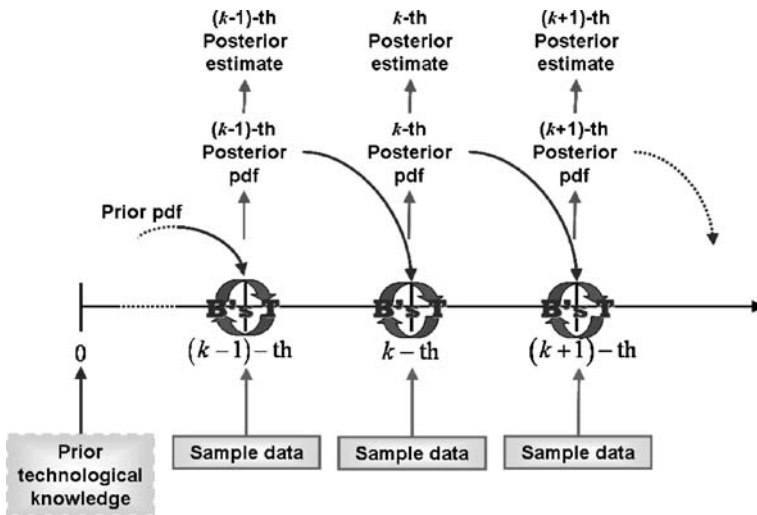 (k-1)-th
Posterior
estimate
k-th
Posterior
estimate
(k+1)-th
Posterior
estimate
(k-1)-th
Posterior
pdf
k-th
Posterior
pdf
(k+1)-th
Posterior
pdf
Prior pdf
B's T
B's T
B's T
0
(k−1)−th
k−th
(k+1)−th
Prior
technological
knowledge
Sample data
Sample data
Sample data